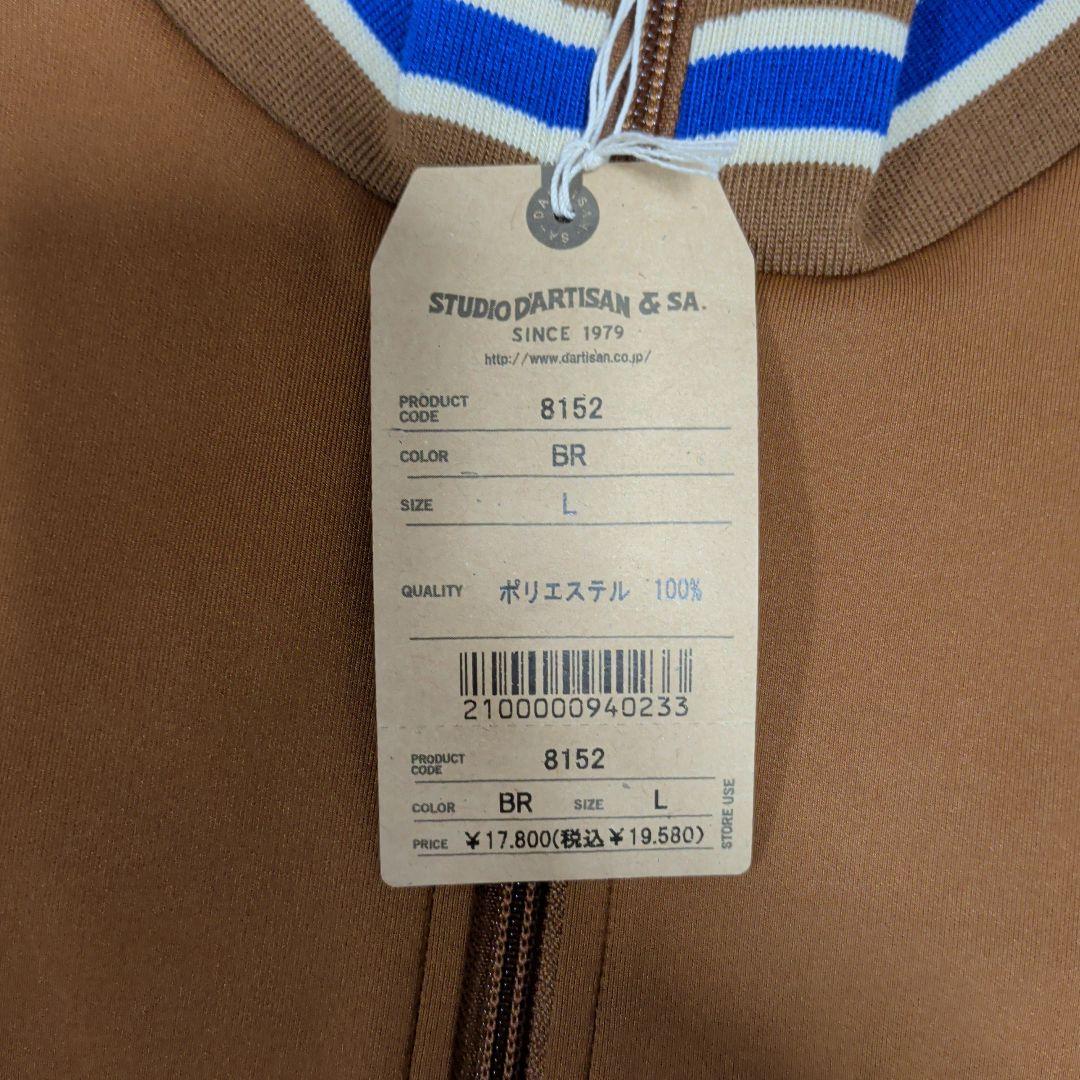 STUDIO D'ARTISAN & SA.
SINCE 1979
http://www.dartisan.co.jp/
PRODUCT CODE 8152
COLOR BR
SIZE L
QUALITY ポリエステル 100%
2100000940233
PRODUCT CODE 8152
COLOR BR SIZE L
PRICE ¥17.800(税込¥19.580)
STORE USE